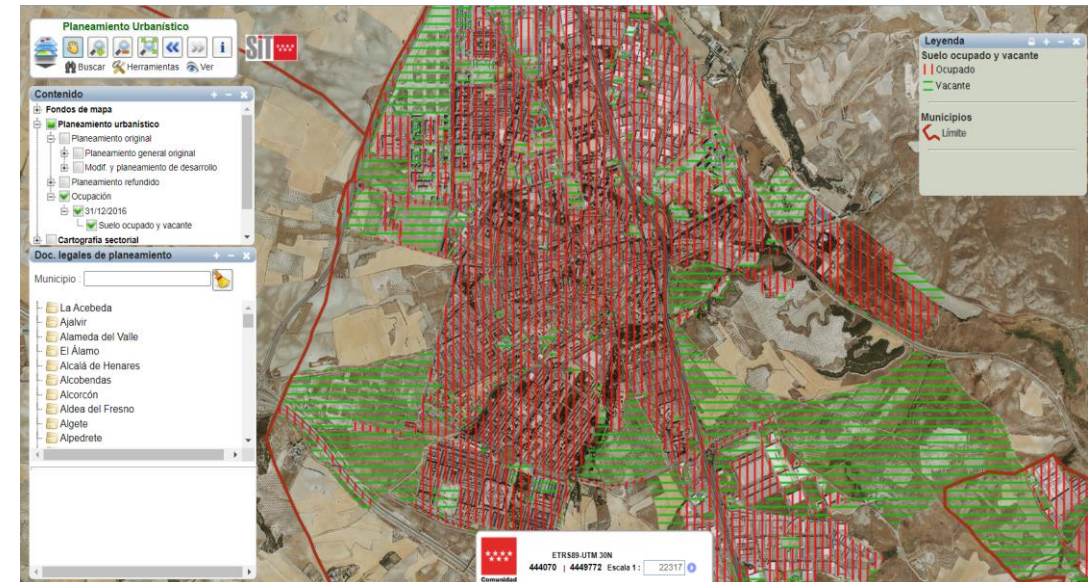 Planeamiento Urbanístico
i
Buscar Herramientas Ver
SIT
Contenido
Fondos de mapa
Planeamiento urbanístico
Planeamiento original
Planeamiento general original
Modif. y planeamiento de desarrollo
Planeamiento refundido
Ocupación
31/12/2016
Suelo ocupado y vacante
Cartografía sectorial
Doc. legales de planeamiento
Municipio :
La Acebeda
Ajalvir
Alameda del Valle
El Álamo
Alcalá de Henares
Alcobendas
Alcorcón
Aldea del Fresno
Algete
Alpedrete
Leyenda
Suelo ocupado y vacante
Ocupado
Vacante
Municipios
Límite
ETRS89-UTM 30N
444070 | 4449772 Escala 1 : 22317
Comunidad